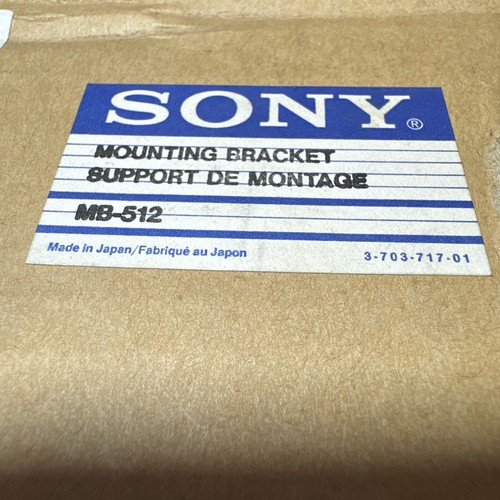 SONY®
MOUNTING BRACKET
SUPPORT DE MONTAGE
MB-512
Made in Japan/Fabriqué au Japon 3-703-717-01